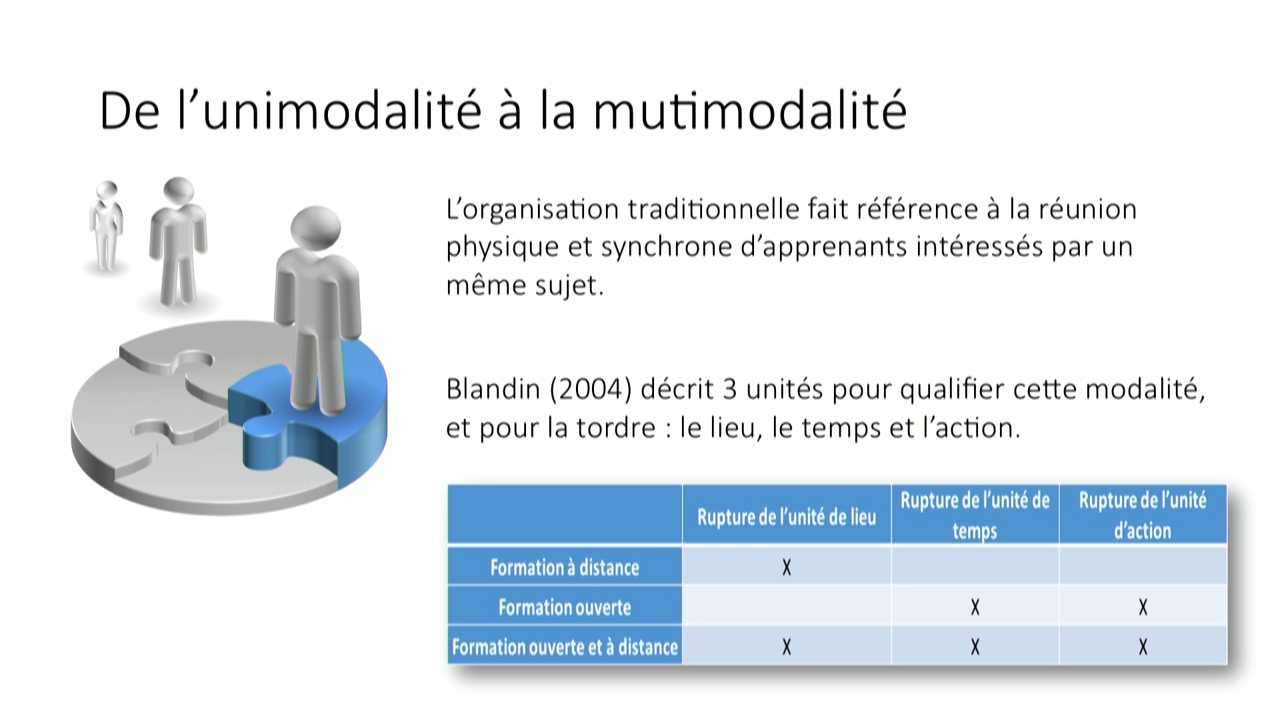 De l’unimodalité à la mutimodalité
L’organisation traditionnelle fait référence à la réunion
physique et synchrone d’apprenants intéressés par un
même sujet.
Blandin (2004) décrit 3 unités pour qualifier cette modalité,
et pour la tordre : le lieu, le temps et l’action.
Rupture de l’unité de lieu Rupture de l’unité de temps Rupture de l’unité d’action
Formation à distance X
Formation ouverte X X
Formation ouverte et à distance X X X